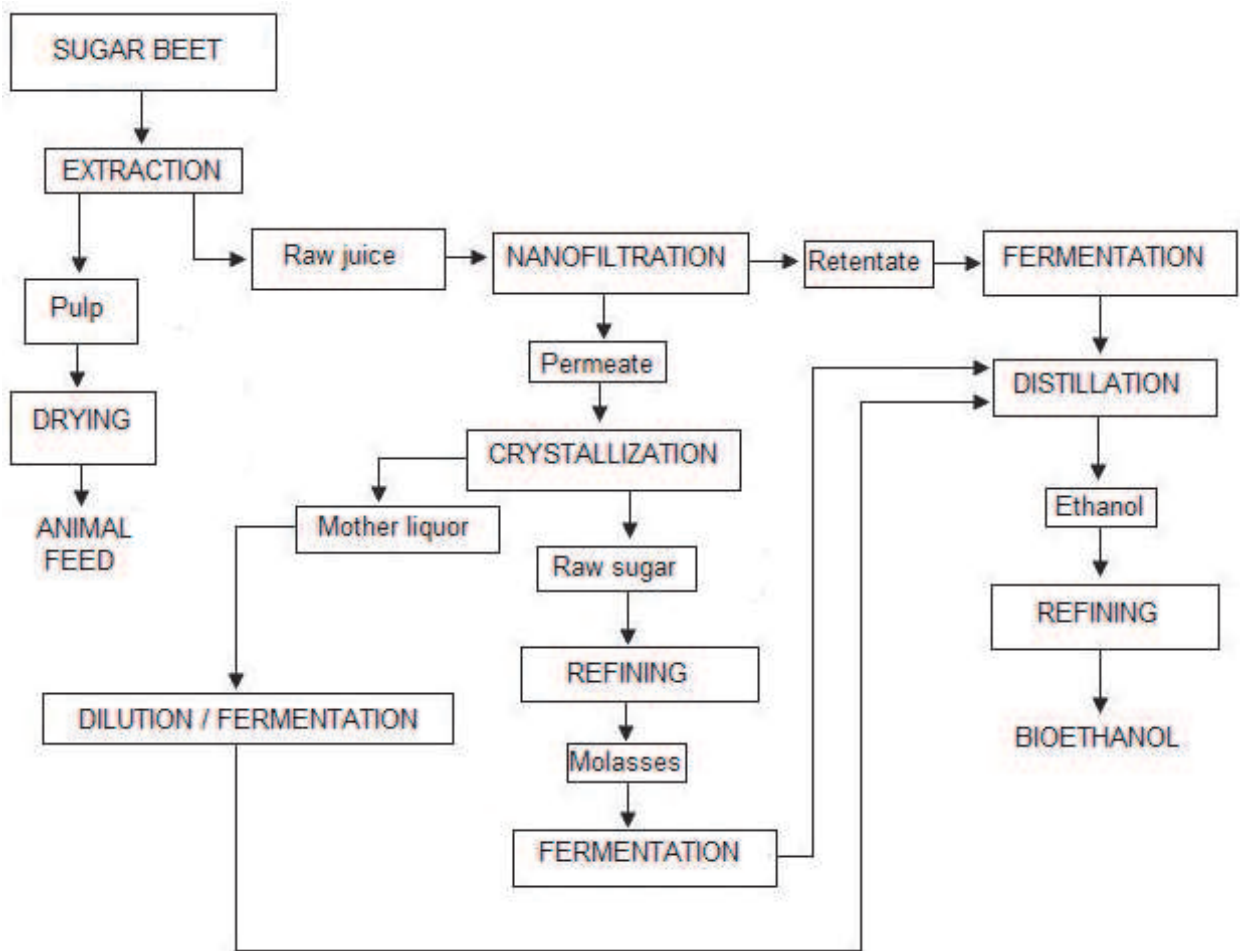 SUGAR BEET
EXTRACTION
Raw juice
NANOFILTRATION
Retentate
FERMENTATION
Pulp
Permeate
DISTILLATION
DRYING
CRYSTALLIZATION
Ethanol
Mother liquor
ANIMAL
FEED
Raw sugar
REFINING
REFINING
DILUTION / FERMENTATION
BIOETHANOL
Molasses
FERMENTATION